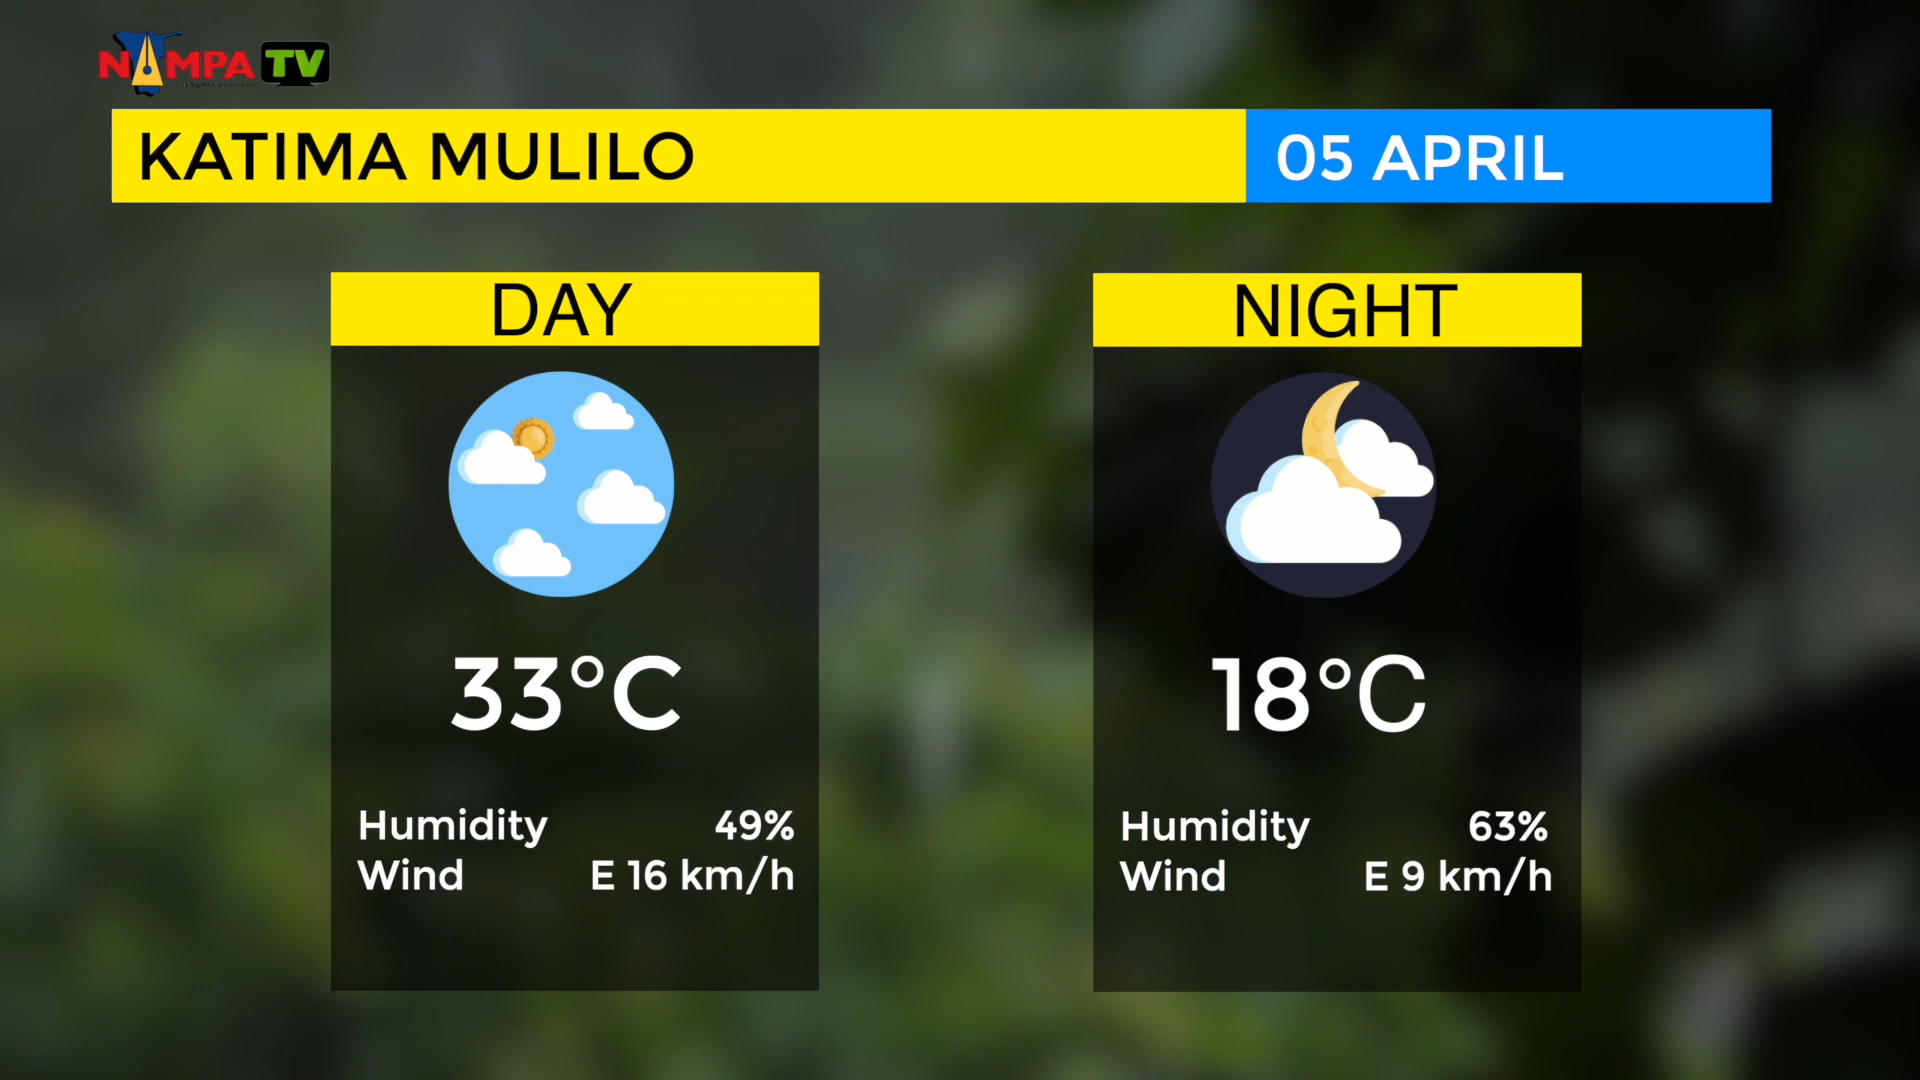 NAMPA TV
KATIMA MULILO
05 APRIL
DAY
33°C
Humidity 49%
Wind E 16 km/h
NIGHT
18°C
Humidity 63%
Wind E 9 km/h